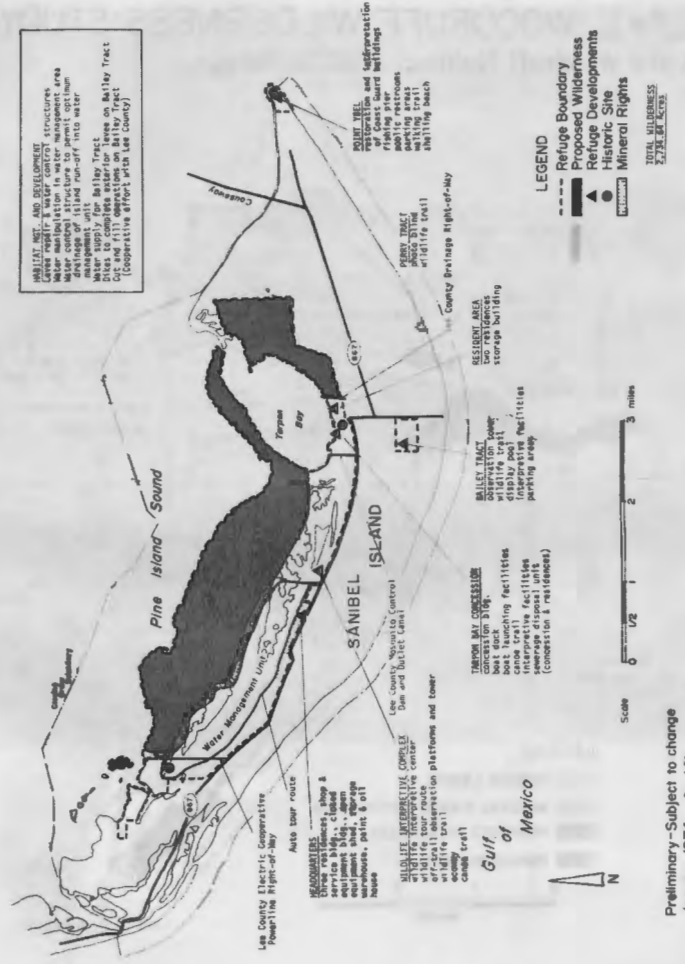 HABITAT MGT. AND DEVELOPMENT
Levee repair & water control structures
Water manipulation in water management area
Water control structure to permit optimum
drainage of island run-off into water
management unit
Water supply for Bailey Tract
Dikes to complete exterior levee on Bailey Tract
Cut and fill operations on Bailey Tract
(Cooperative effort with Lee County)
POINT YBEL
restoration and interpretation
of Coast Guard buildings
fishing pier
public restrooms
parking areas
walking trail
shelling beach
Causeway
Pine Island Sound
Tarpon
Bay
867
PERRY TRACT
photo blind
wildlife trail
County Drainage Right-of-Way
RESIDENT AREA
two residences
storage building
BAILEY TRACT
observation tower
wildlife trail
display pool
interpretive facilities
parking areas
SANIBEL ISLAND
Water Management Unit
867
TARPON BAY CONCESSION
concession bldg.
boat dock
boat launching facilities
canoe trail
interpretive facilities
sewerage disposal unit
(concession & residences)
Lee County Mosquito Control
Dam and Outlet Canal
WILDLIFE INTERPRETIVE COMPLEX
wildlife interpretive center
wildlife tour route
off-trail observation platforms and tower
wildlife trail
canoe trail
Auto tour route
HEADQUARTERS
three residences, shop &
service bldg., closed
equipment bldg., open
equipment shed, storage
warehouse, paint & oil
house
Lee County Electric Cooperative
Powerline Right-of-Way
Gulf of Mexico
N
LEGEND
Refuge Boundary
Proposed Wilderness
Refuge Developments
Historic Site
Mineral Rights
TOTAL WILDERNESS
Scale 0 1/2 1 2 3 miles
Preliminary-Subject to change